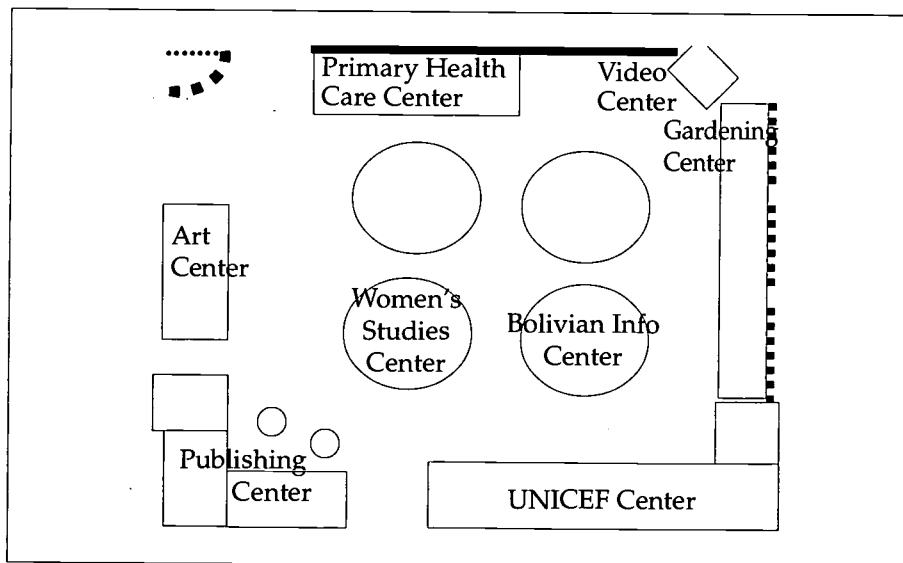 Primary Health
Care Center
Video
Center
Gardening
Center
Art
Center
Women's
Studies
Center
Bolivian Info
Center
Publishing
Center
UNICEF Center